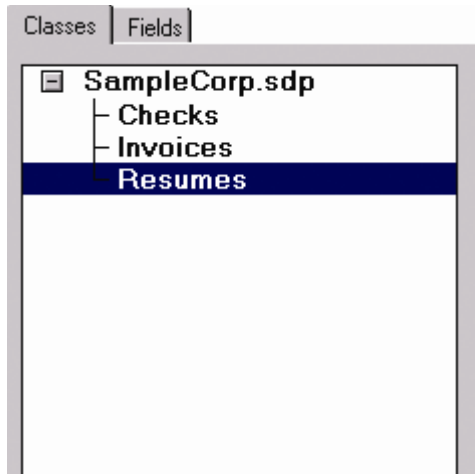 Classes Fields
SampleCorp.sdp
Checks
Invoices
Resumes